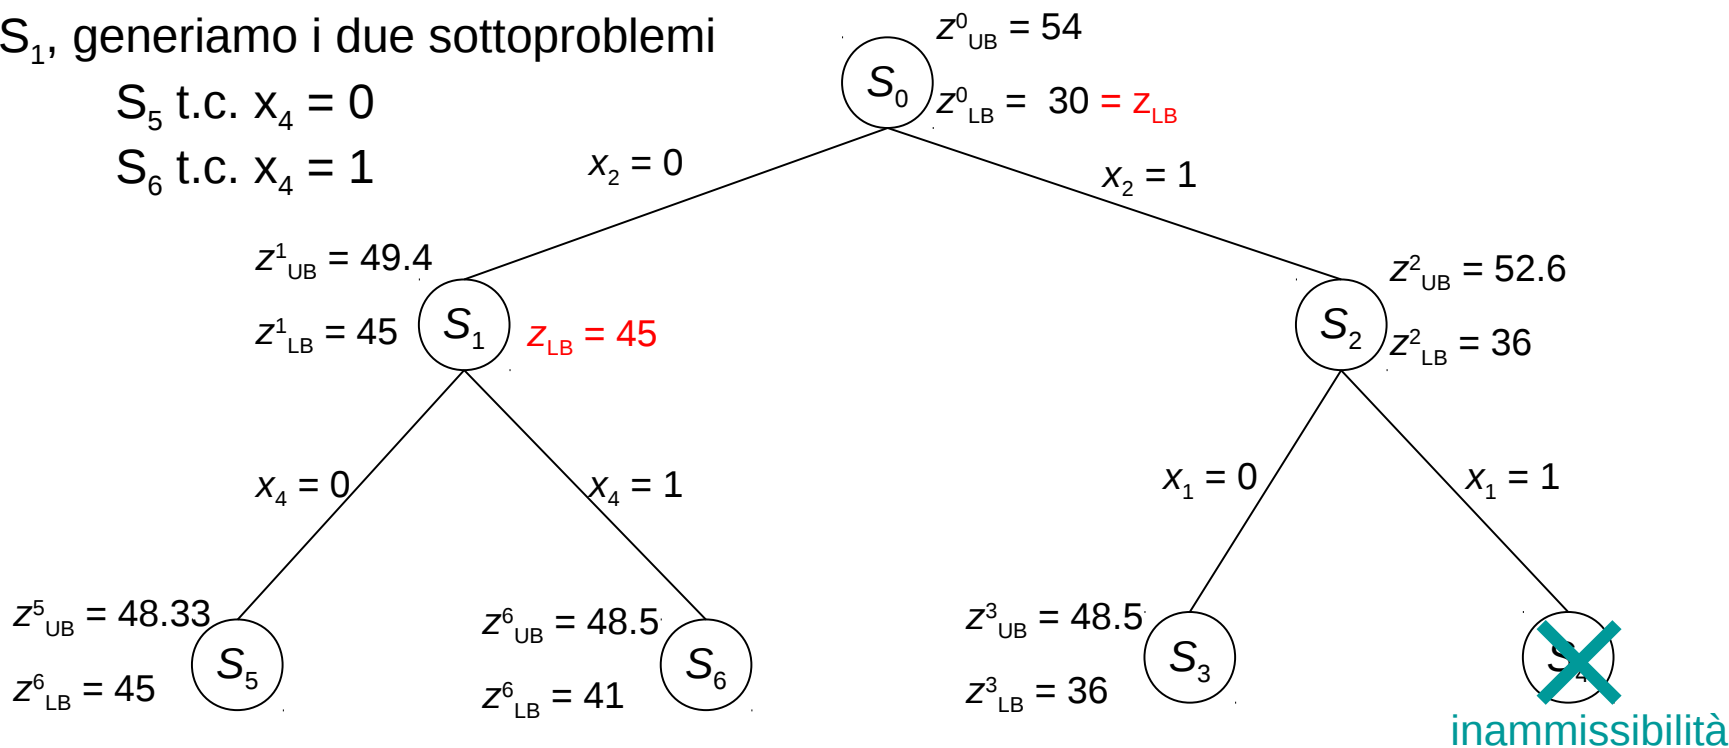 S₁, generiamo i due sottoproblemi
S₅ t.c. x₄ = 0
S₆ t.c. x₄ = 1
z⁰UB = 54
S₀
z⁰LB = 30 = zLB
x₂ = 0
x₂ = 1
z¹UB = 49.4
z¹LB = 45
S₁
zLB = 45
z²UB = 52.6
S₂
z²LB = 36
x₄ = 0
x₄ = 1
x₁ = 0
x₁ = 1
z⁵UB = 48.33
z⁶LB = 45
S₅
z⁶UB = 48.5
z⁶LB = 41
S₆
z³UB = 48.5
z³LB = 36
S₃
S₄
inammissibilità